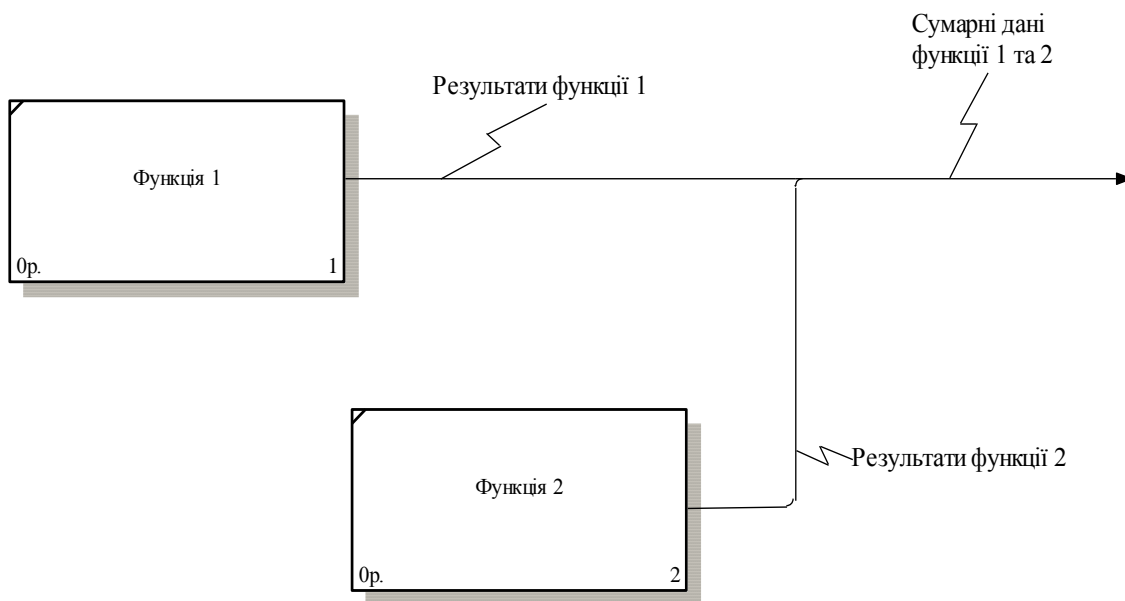 Сумарні дані
функції 1 та 2
Результати функції 1
Функція 1
0р. 1
Результати функції 2
Функція 2
0р. 2